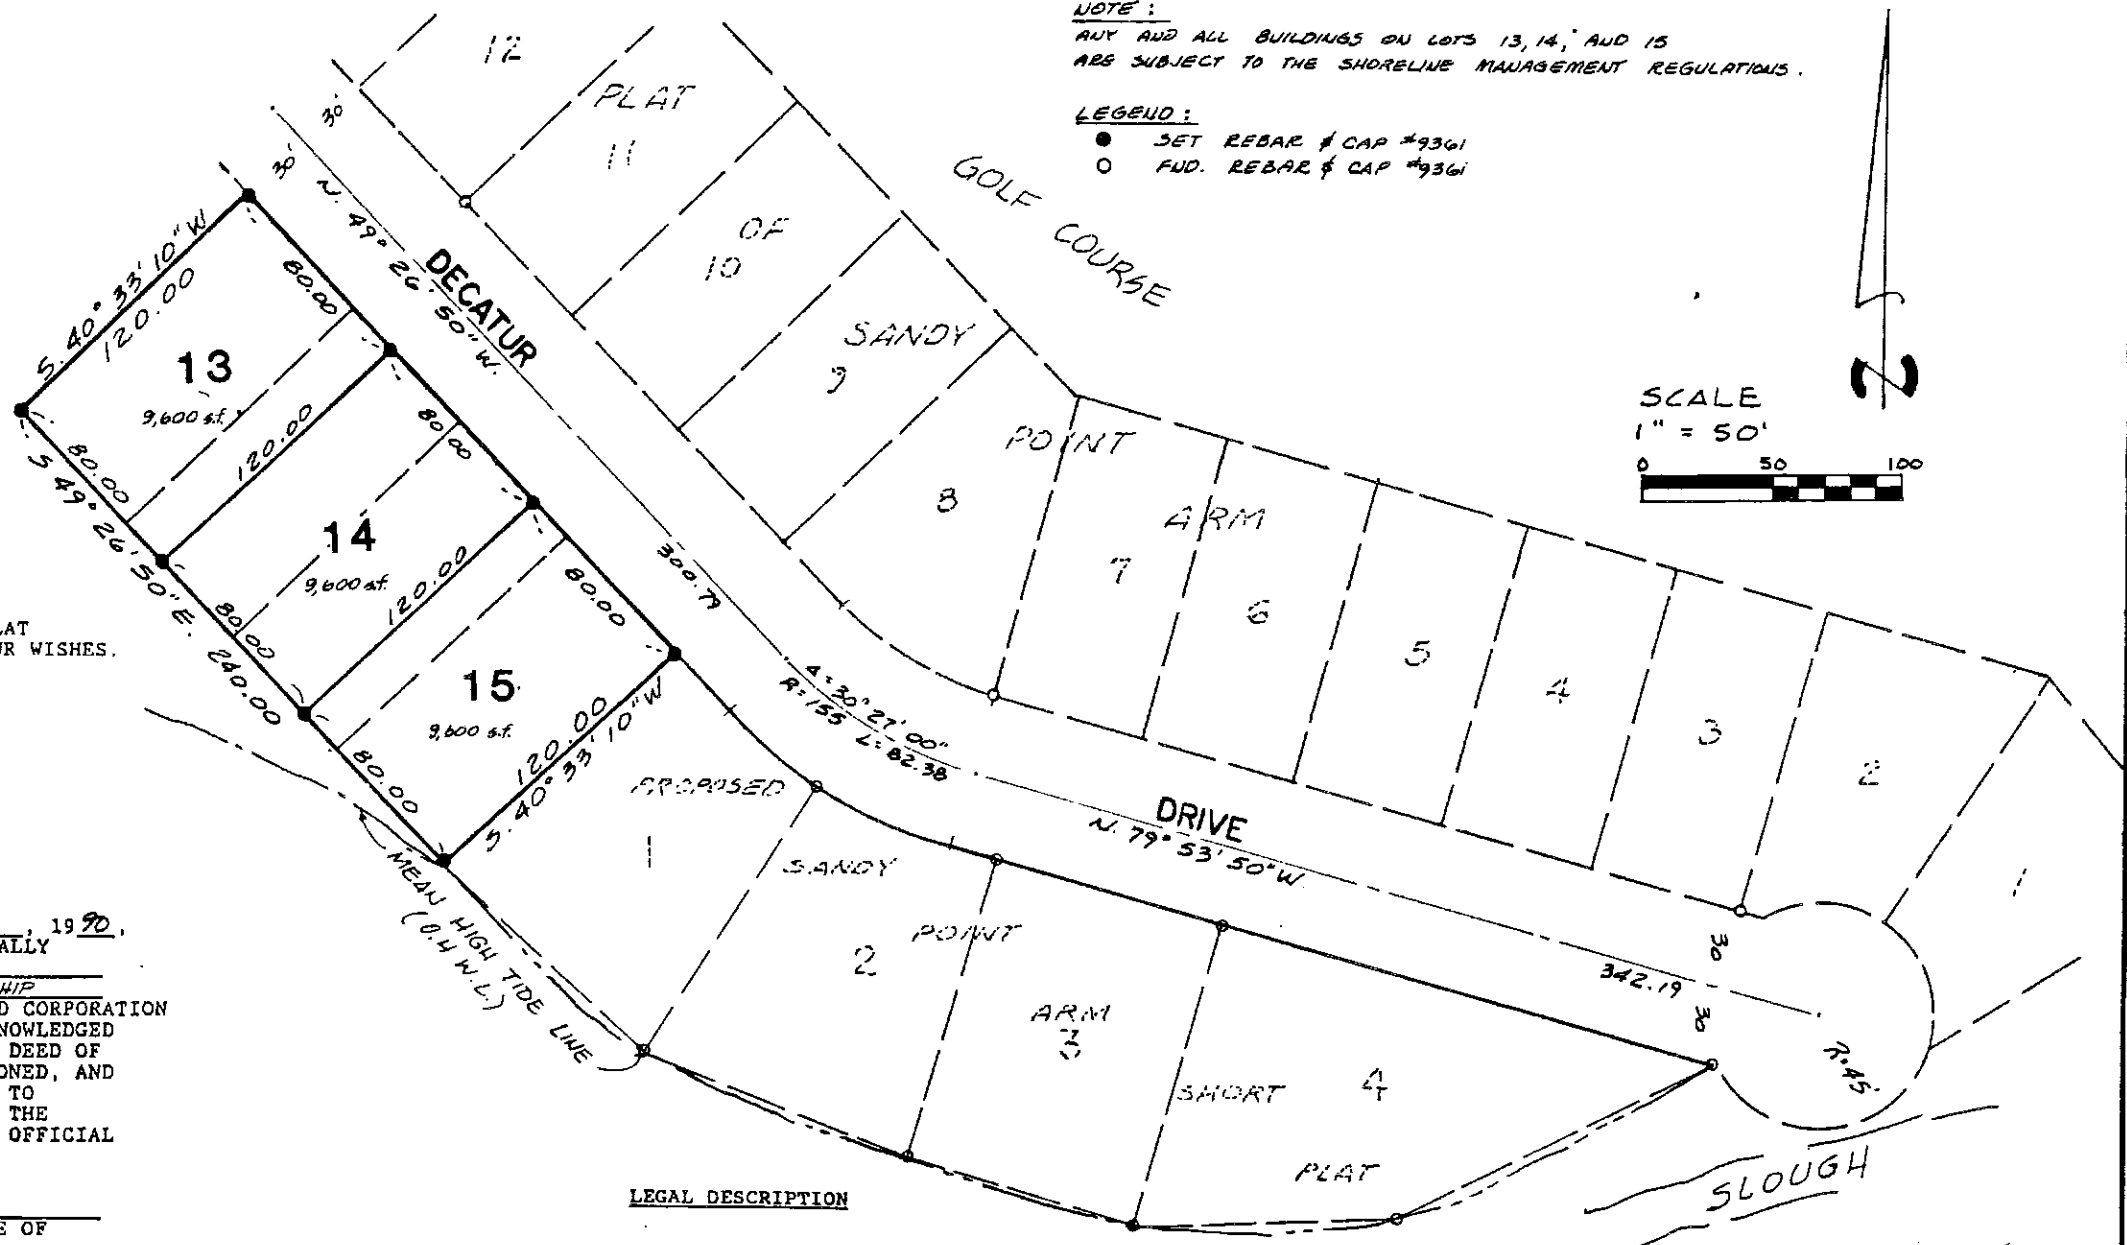 NOTE :
ANY AND ALL BUILDINGS ON LOTS 13, 14, AND 15
ARE SUBJECT TO THE SHORELINE MANAGEMENT REGULATIONS.
LEGEND :
SET REBAR & CAP #9361
FUD. REBAR & CAP #9361
SCALE
1" = 50'
0 50 100
GOLF COURSE
12
PLAT
11
OF
10
SANDY
9
POINT
8
ARM
7
6
5
4
3
2
1
30'
30'
N. 49° 26' 50" W.
DECATUR
300.79
Δ=30° 27' 00"
R=155 L=82.38
DRIVE
N. 79° 53' 50" W
342.19
30
30
R=45'
S. 40° 33' 10" W
120.00
80.00
13
9,600 s.f.
80.00
120.00
80.00
14
9,600 s.f.
80.00
120.00
80.00
15
9,600 s.f.
80.00
120.00
S. 40° 33' 10" W
S 49° 26' 50" E. 240.00
MEAN HIGH TIDE LINE
(O.H.W.L.)
PROPOSED
1
SANDY
2
POINT
ARM
3
SHORT
4
PLAT
SLOUGH
LAT
UR WISHES.
, 1990,
ALLY
HIP
D CORPORATION
NOWLEDGED
DEED OF
ONED, AND
TO
THE
OFFICIAL
E OF
LEGAL DESCRIPTION